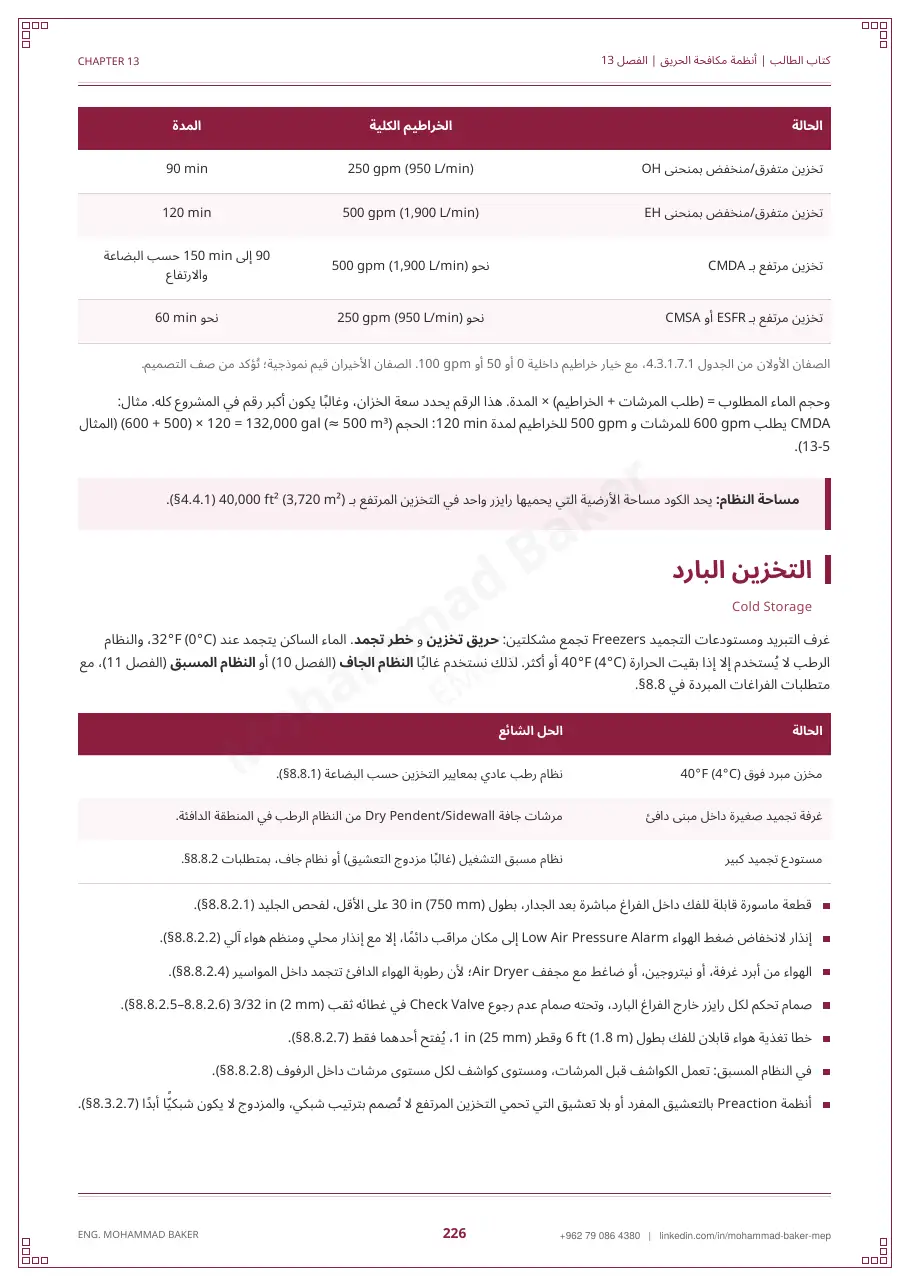 كتاب الطالب | أنظمة مكافحة الحريق | الفصل 13
CHAPTER 13
الحالة	الخراطيم الكلية	المدة
تخزين متفرق/منخفض بمنحنى OH	250 gpm (950 L/min)	90 min
تخزين متفرق/منخفض بمنحنى EH	500 gpm (1,900 L/min)	120 min
تخزين مرتفع بـ CMDA	نحو 500 gpm (1,900 L/min)	90 إلى 150 min حسب البضاعة
والارتفاع
تخزين مرتفع بـ ESFR أو CMSA	نحو 250 gpm (950 L/min)	نحو 60 min
الصفان الأولان من الجدول 4.3.1.7.1، مع خيار خراطيم داخلية 0 أو 50 أو 100 gpm. الصفان الأخيران قيم نموذجية؛ تُؤكد من صف التصميم.
وحجم الماء المطلوب = (طلب المرشات + الخراطيم) × المدة. هذا الرقم يحدد سعة الخزان، وغالبًا يكون أكبر رقم في المشروع كله. مثال:
CMDA يطلب 600 gpm للمرشات و 500 gpm للخراطيم لمدة 120 min: الحجم (600 + 500) × 120 = 132,000 gal (≈ 500 m³) (المثال
13-5).
مساحة النظام: يحد الكود مساحة الأرضية التي يحميها رايزر واحد في التخزين المرتفع بـ 40,000 ft² (3,720 m²) (§4.4.1).
التخزين البارد
Cold Storage
غرف التبريد ومستودعات التجميد Freezers تجمع مشكلتين: حريق تخزين و خطر تجمد. الماء الساكن يتجمد عند 32°F (0°C)، والنظام
الرطب لا يُستخدم إلا إذا بقيت الحرارة 40°F (4°C) أو أكثر. لذلك نستخدم غالبًا النظام الجاف (الفصل 10) أو النظام المسبق (الفصل 11)، مع
متطلبات الفراغات المبردة في §8.8.
الحالة	الحل الشائع
مخزن مبرد فوق 40°F (4°C)	نظام رطب عادي بمعايير التخزين حسب البضاعة (§8.8.1).
غرفة تجميد صغيرة داخل مبنى دافئ	مرشات جافة Dry Pendent/Sidewall من النظام الرطب في المنطقة الدافئة.
مستودع تجميد كبير	نظام مسبق التشغيل (غالبًا مزدوج التعشيق) أو نظام جاف، بمتطلبات §8.8.2.
قطعة ماسورة قابلة للفك داخل الفراغ مباشرة بعد الجدار، بطول 30 in (750 mm) على الأقل، لفحص الجليد (§8.8.2.1).
إنذار لانخفاض ضغط الهواء Low Air Pressure Alarm إلى مكان مراقَب دائمًا، إلا مع إنذار محلي ومنظم هواء آلي (§8.8.2.2).
الهواء من أبرد غرفة، أو نيتروجين، أو ضاغط مع مجفف Air Dryer؛ لأن رطوبة الهواء الدافئ تتجمد داخل المواسير (§8.8.2.4).
صمام تحكم لكل رايزر خارج الفراغ البارد، وتحته صمام عدم رجوع Check Valve في غطائه ثقب 3/32 in (2 mm) (§8.8.2.5–8.8.2.6).
خطا تغذية هواء قابلان للفك بطول 6 ft (1.8 m) وقطر 1 in (25 mm)، يُفتح أحدهما فقط (§8.8.2.7).
في النظام المسبق: تعمل الكواشف قبل المرشات، ومستوى كواشف لكل مستوى مرشات داخل الرفوف (§8.8.2.8).
أنظمة Preaction بالتعشيق المفرد أو بلا تعشيق التي تحمي التخزين المرتفع لا تُصمم بترتيب شبكي، والمزدوج لا يكون شبكيًّا أبدًا (§8.3.2.7).
Mohammad Baker
ENG. MOHAMMAD BAKER
226
+962 79 086 4380 | linkedin.com/in/mohammad-baker-mep